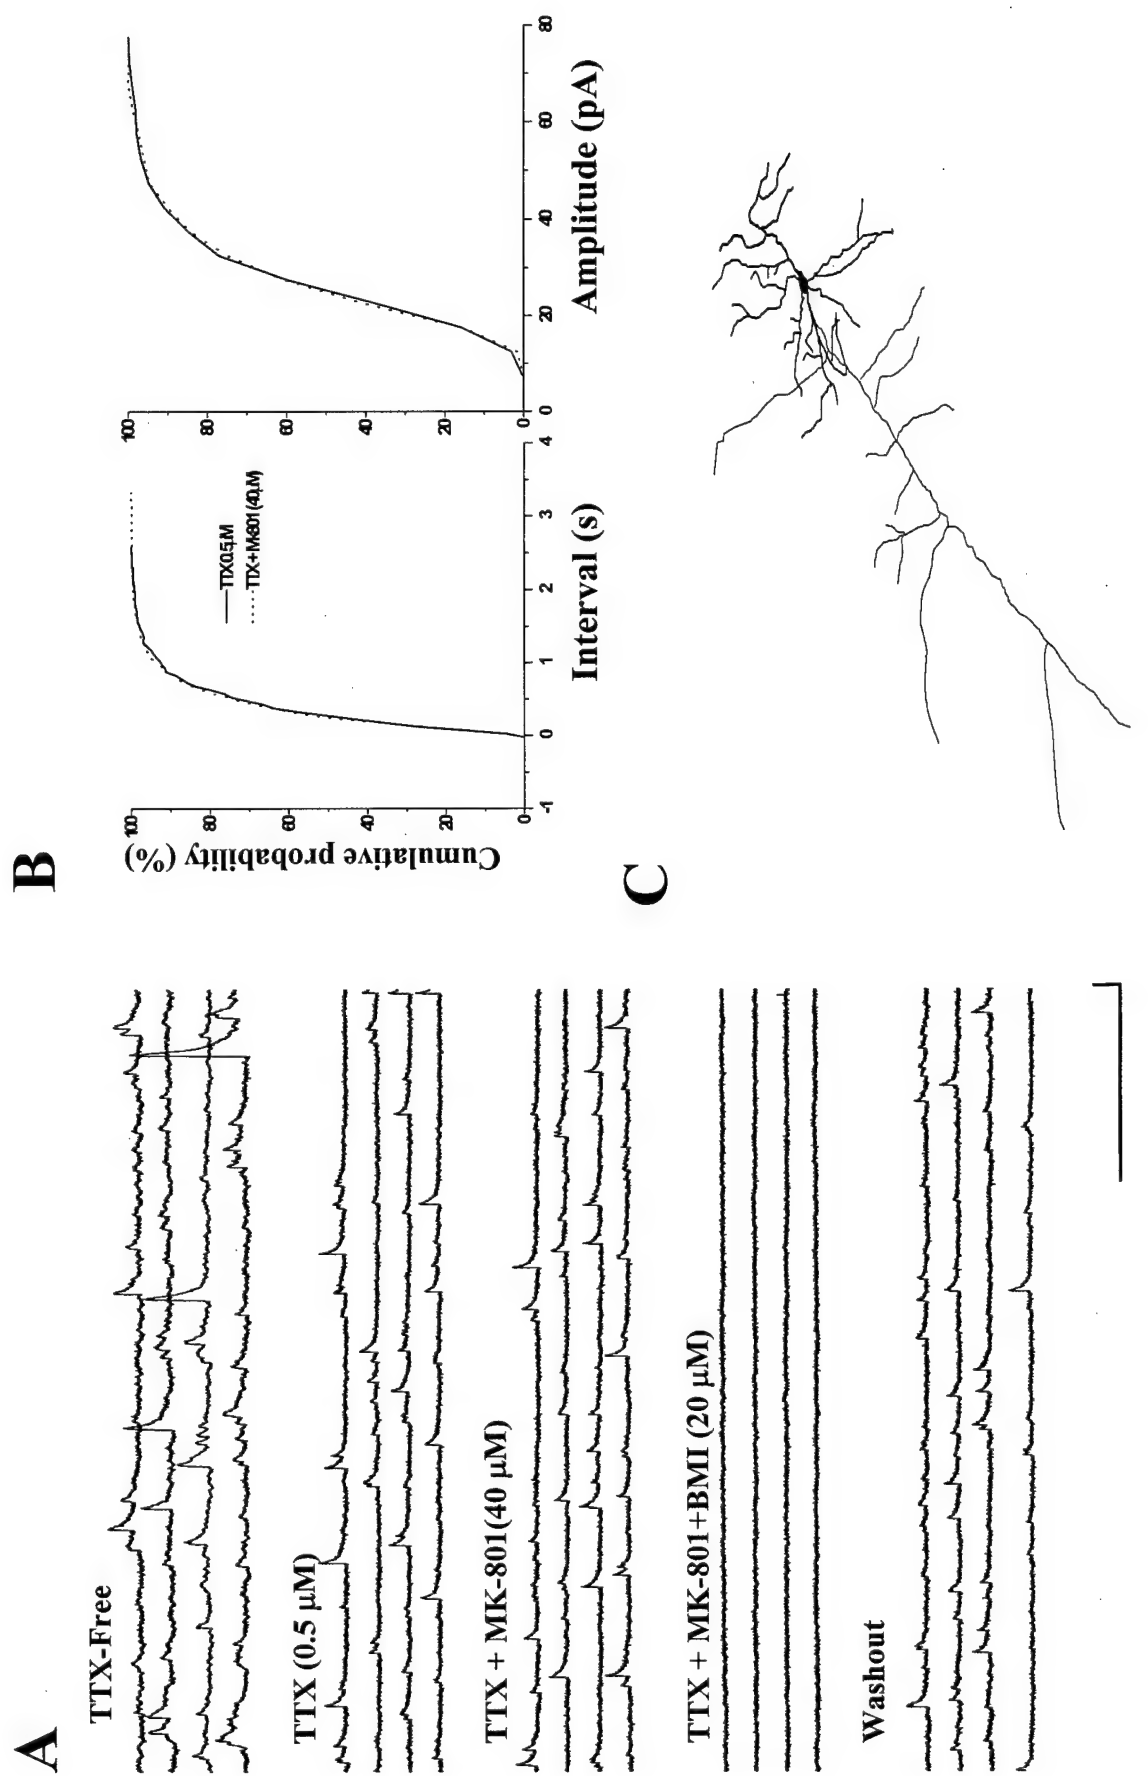 A
TTX-Free
TTX (0.5 µM)
TTX + MK-801(40 µM)
TTX + MK-801+BMI (20 µM)
Washout
B
Cumulative probability (%)
100
80
60
40
20
0
-1
0
1
2
3
4
Interval (s)
TTX0.5µM
TTX+Mk801(40µM)
100
80
60
40
20
0
0
20
40
60
80
Amplitude (pA)
C